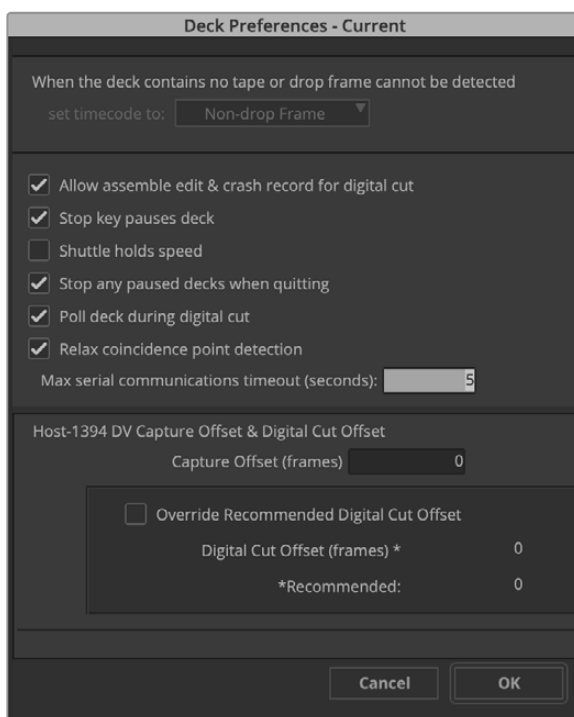 Deck Preferences - Current
When the deck contains no tape or drop frame cannot be detected
set timecode to: Non-drop Frame
Allow assemble edit & crash record for digital cut
Stop key pauses deck
Shuttle holds speed
Stop any paused decks when quitting
Poll deck during digital cut
Relax coincidence point detection
Max serial communications timeout (seconds): 5
Host-1394 DV Capture Offset & Digital Cut Offset
Capture Offset (frames) 0
Override Recommended Digital Cut Offset
Digital Cut Offset (frames) * 0
*Recommended: 0
Cancel OK